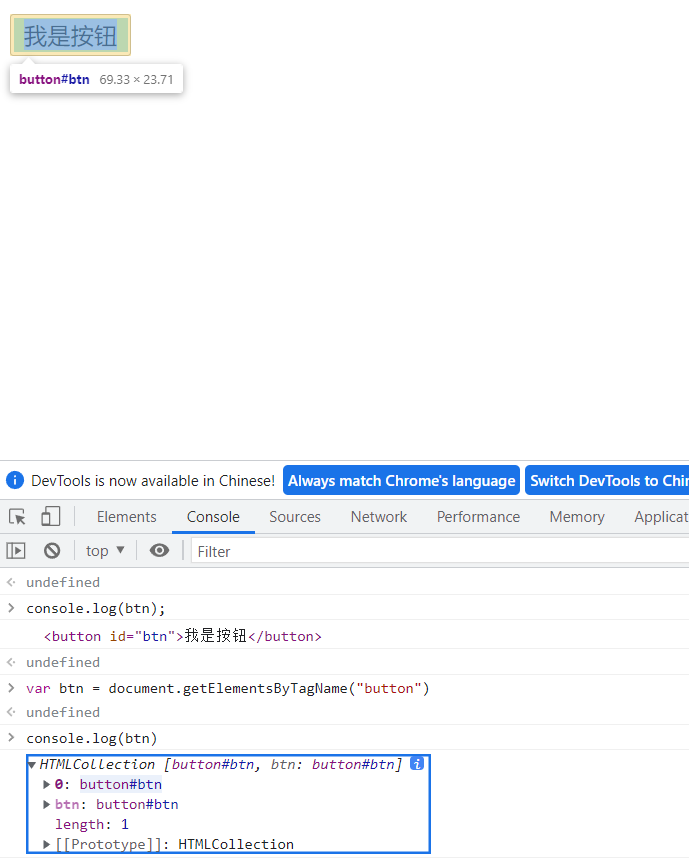 我是按钮
button#btn 69.33 × 23.71
DevTools is now available in Chinese! Always match Chrome's language Switch DevTools to Chin
Elements Console Sources Network Performance Memory Applicat
top ▼ Filter
undefined
console.log(btn);
<button id="btn">我是按钮</button>
undefined
var btn = document.getElementsByTagName("button")
undefined
console.log(btn)
HTMLCollection [button#btn, btn: button#btn]
0: button#btn
btn: button#btn
length: 1
[[Prototype]]: HTMLCollection